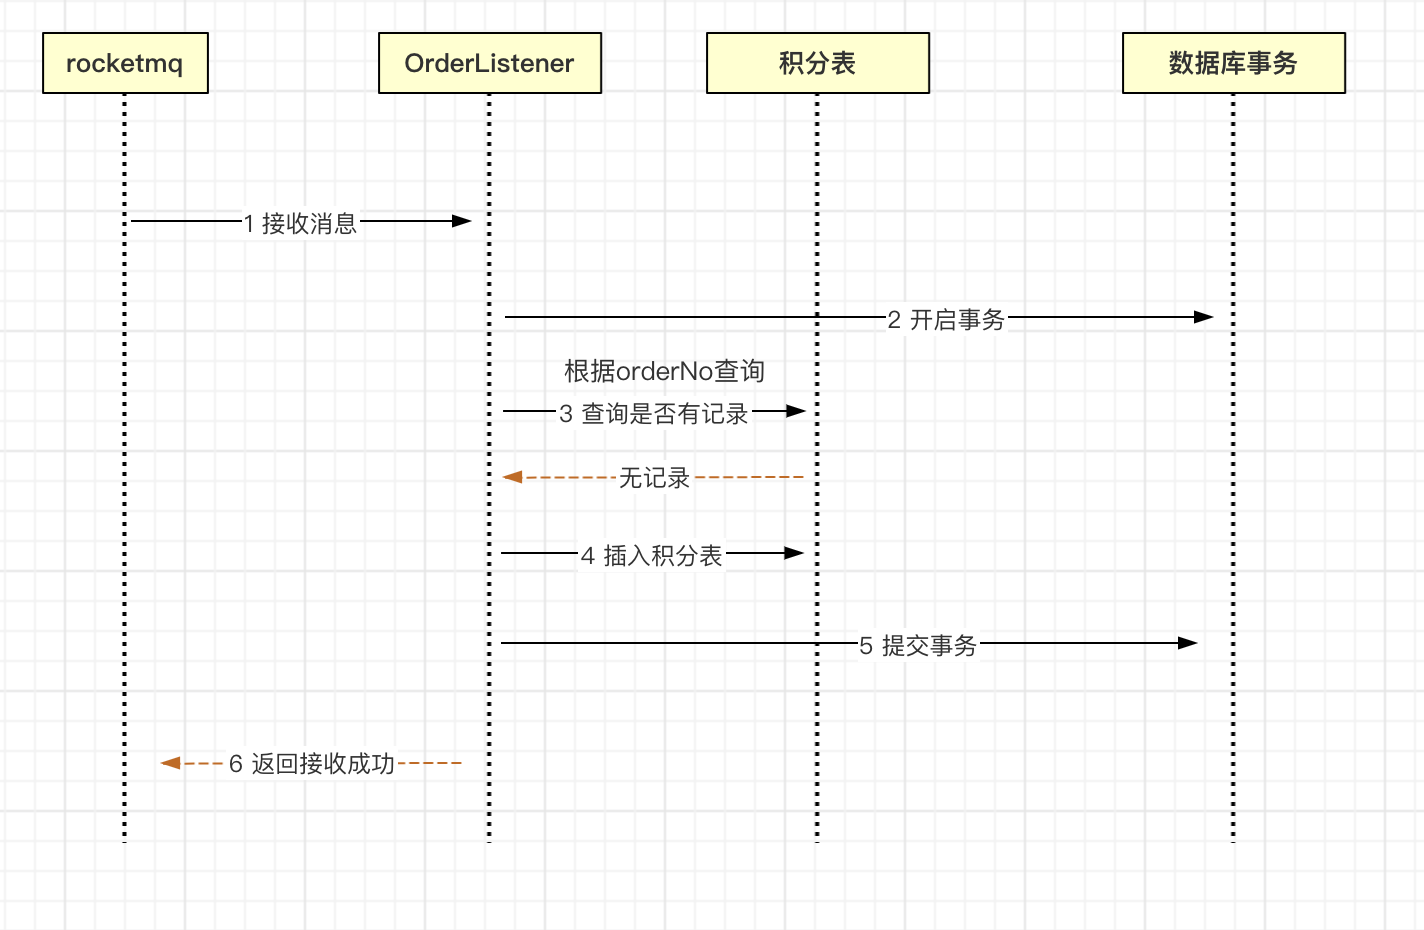 rocketmq
OrderListener
积分表
数据库事务
1 接收消息
2 开启事务
根据orderNo查询
3 查询是否有记录
无记录
4 插入积分表
5 提交事务
6 返回接收成功